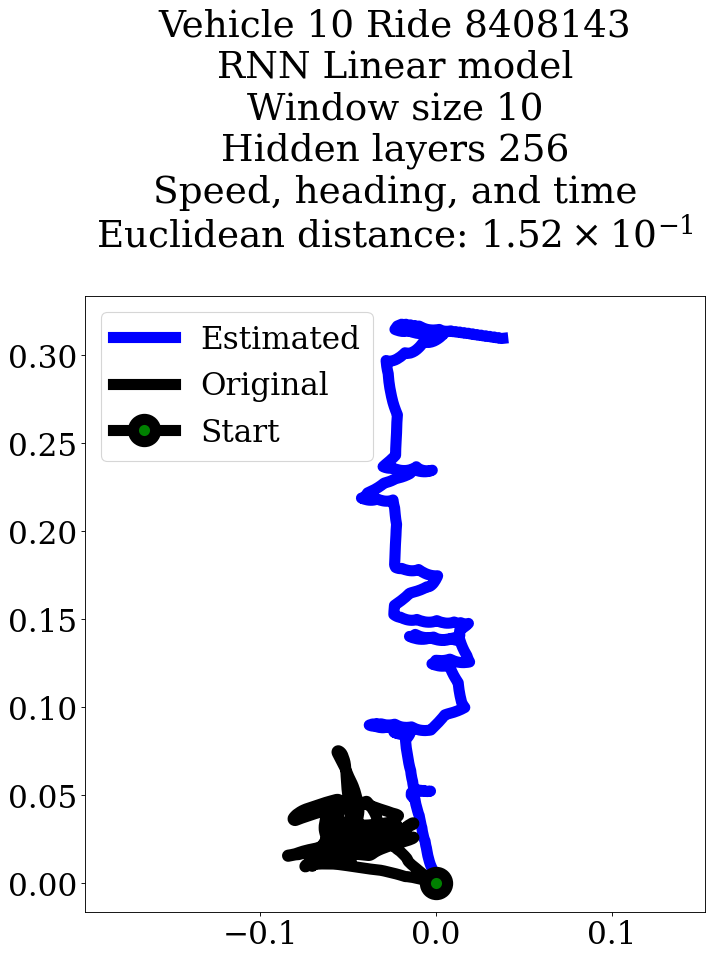 Vehicle 10 Ride 8408143
RNN Linear model
Window size 10
Hidden layers 256
Speed, heading, and time
Euclidean distance: 1.52 × 10⁻¹
Estimated
Original
Start
0.30
0.25
0.20
0.15
0.10
0.05
0.00
−0.1
0.0
0.1